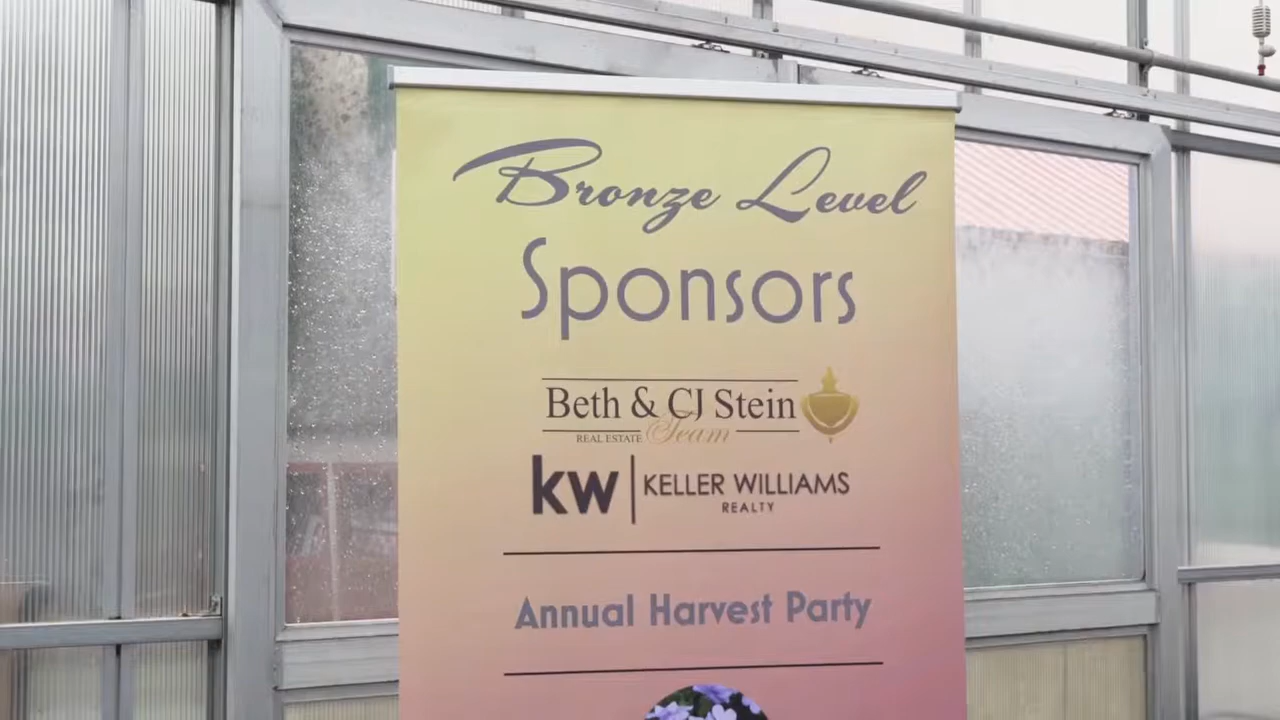 Bronze Level
Sponsors
Beth & CJ Stein
REAL ESTATE Team
kw KELLER WILLIAMS
REALTY
Annual Harvest Party